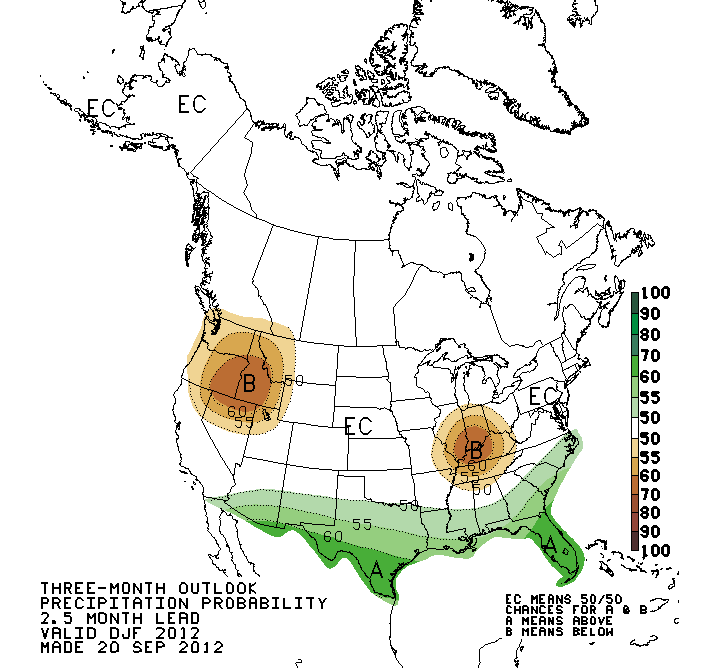 EC EC
100
90
80
70
60
55
50
50
55
60
70
80
90
100
B
50
60
55
EC
EC
B
60
55
50
50
55
60
A
A
THREE-MONTH OUTLOOK
PRECIPITATION PROBABILITY
2.5 MONTH LEAD
VALID DJF 2012
MADE 20 SEP 2012
EC MEANS 50/50
CHANCES FOR A & B
A MEANS ABOVE
B MEANS BELOW